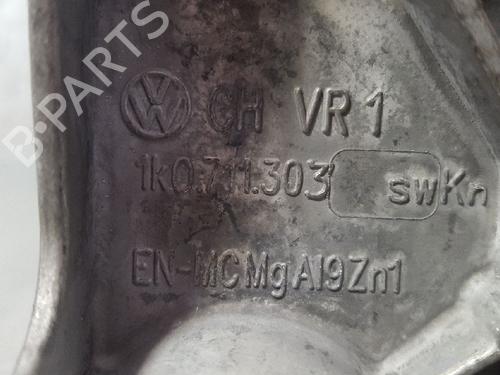 B-PARTS
VW CH VR 1
1K0.711.303 swKn
EN-MCMgAl9Zn1